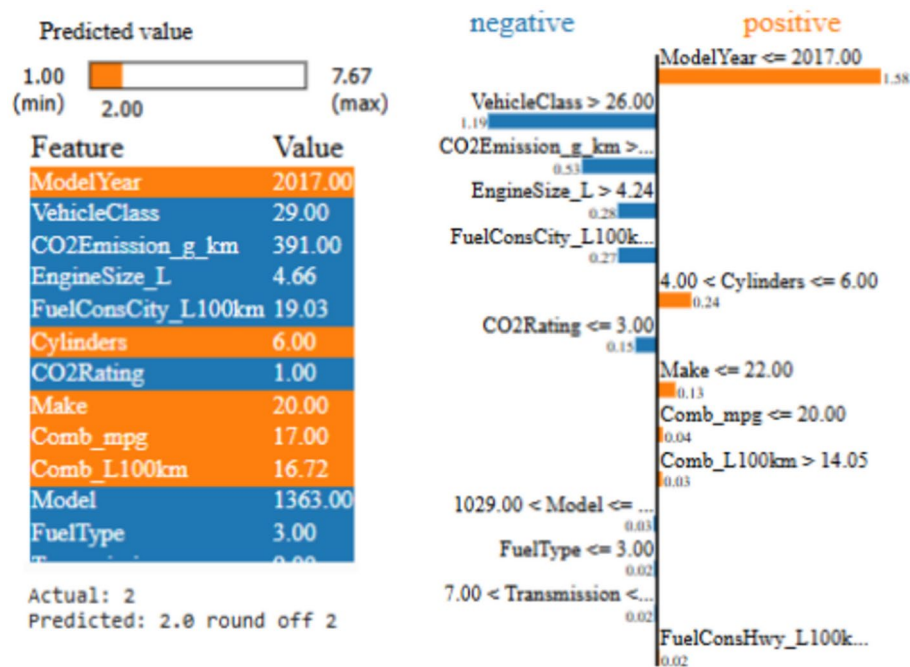 Predicted value
1.00
(min)
2.00
7.67
(max)
Feature Value
ModelYear 2017.00
VehicleClass 29.00
CO2Emission_g_km 391.00
EngineSize_L 4.66
FuelConsCity_L100km 19.03
Cylinders 6.00
CO2Rating 1.00
Make 20.00
Comb_mpg 17.00
Comb_L100km 16.72
Model 1363.00
FuelType 3.00
Actual: 2
Predicted: 2.0 round off 2
negative positive
ModelYear <= 2017.00
1.58
VehicleClass > 26.00
1.19
CO2Emission_g_km >...
0.53
EngineSize_L > 4.24
0.28
FuelConsCity_L100k...
0.27
4.00 < Cylinders <= 6.00
0.24
CO2Rating <= 3.00
0.15
Make <= 22.00
0.13
Comb_mpg <= 20.00
0.04
Comb_L100km > 14.05
0.03
1029.00 < Model <= ...
0.03
FuelType <= 3.00
0.02
7.00 < Transmission <...
0.02
FuelConsHwy_L100k...
0.02